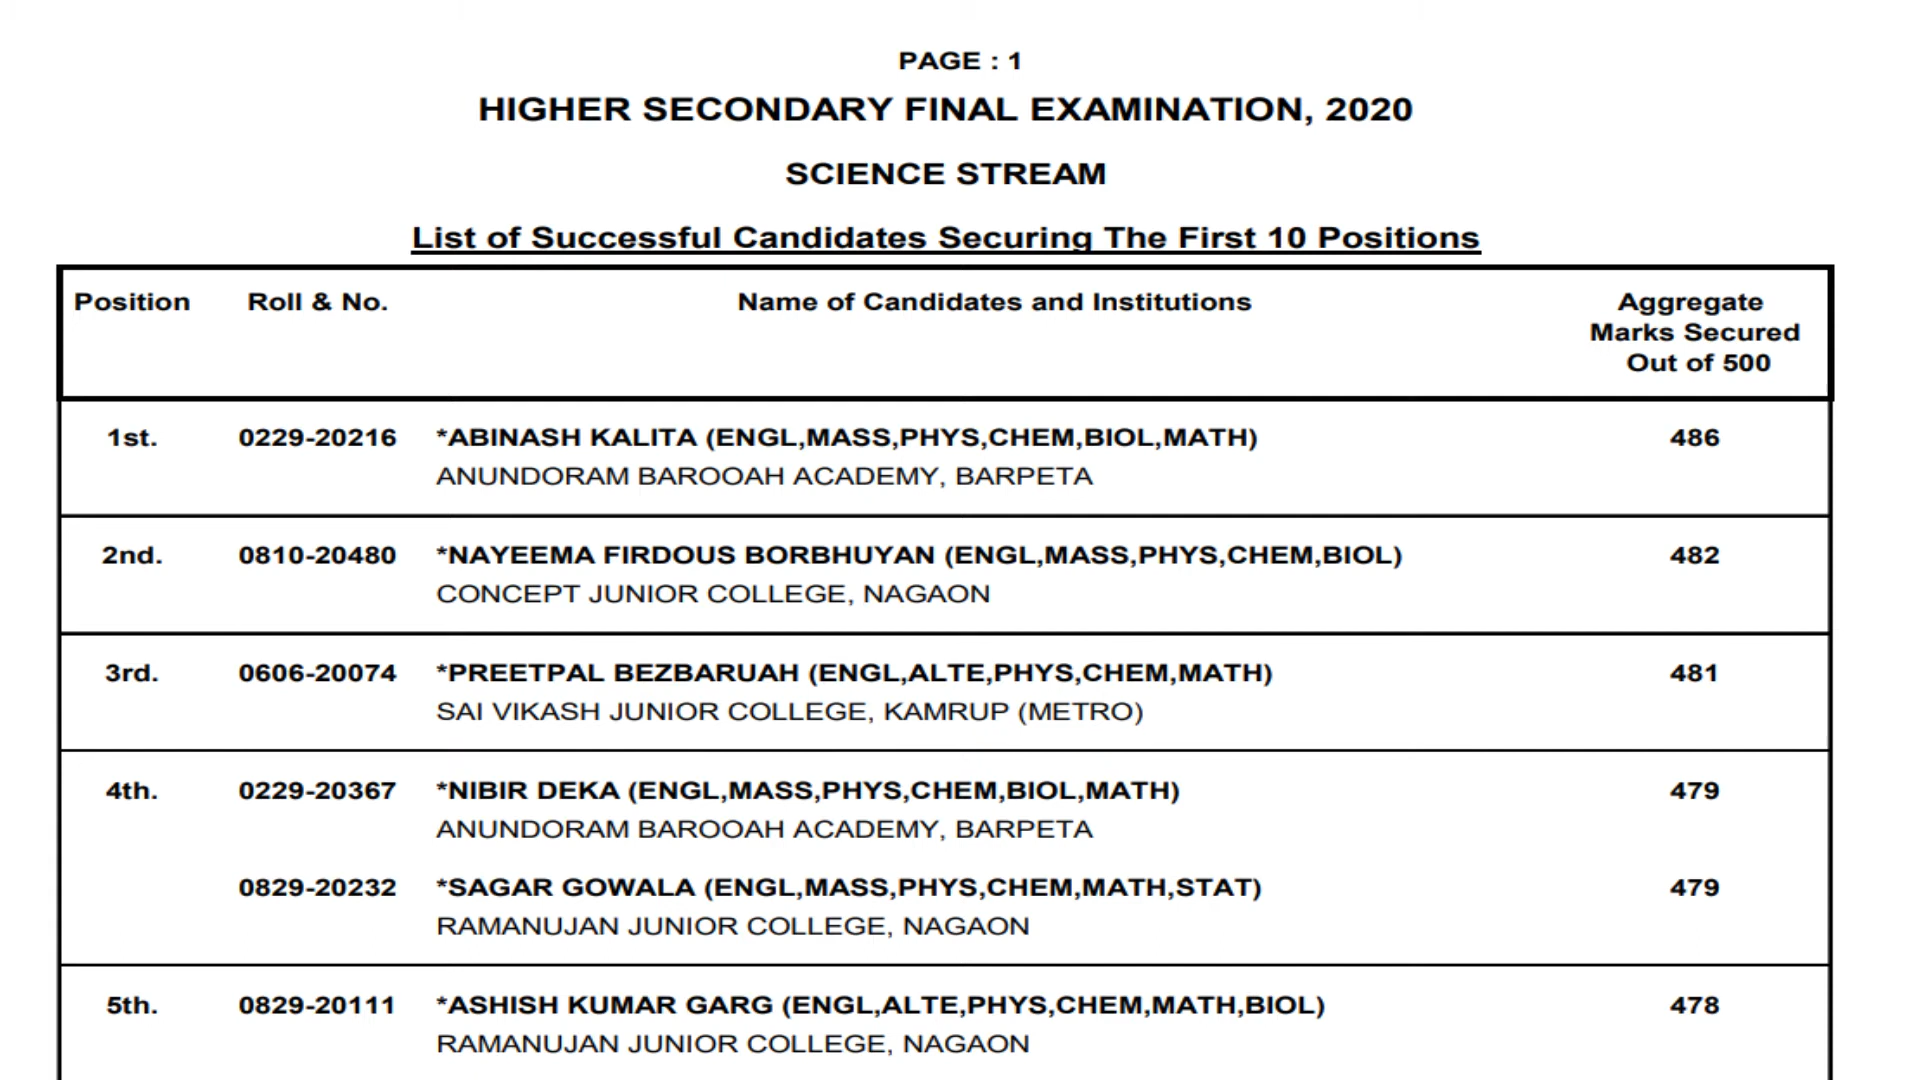 PAGE : 1
HIGHER SECONDARY FINAL EXAMINATION, 2020
SCIENCE STREAM
List of Successful Candidates Securing The First 10 Positions
Position Roll & No. Name of Candidates and Institutions Aggregate
Marks Secured
Out of 500
1st. 0229-20216 *ABINASH KALITA (ENGL,MASS,PHYS,CHEM,BIOL,MATH) 486
ANUNDORAM BAROOAH ACADEMY, BARPETA
2nd. 0810-20480 *NAYEEMA FIRDOUS BORBHUYAN (ENGL,MASS,PHYS,CHEM,BIOL) 482
CONCEPT JUNIOR COLLEGE, NAGAON
3rd. 0606-20074 *PREETPAL BEZBARUAH (ENGL,ALTE,PHYS,CHEM,MATH) 481
SAI VIKASH JUNIOR COLLEGE, KAMRUP (METRO)
4th. 0229-20367 *NIBIR DEKA (ENGL,MASS,PHYS,CHEM,BIOL,MATH) 479
ANUNDORAM BAROOAH ACADEMY, BARPETA
0829-20232 *SAGAR GOWALA (ENGL,MASS,PHYS,CHEM,MATH,STAT) 479
RAMANUJAN JUNIOR COLLEGE, NAGAON
5th. 0829-20111 *ASHISH KUMAR GARG (ENGL,ALTE,PHYS,CHEM,MATH,BIOL) 478
RAMANUJAN JUNIOR COLLEGE, NAGAON